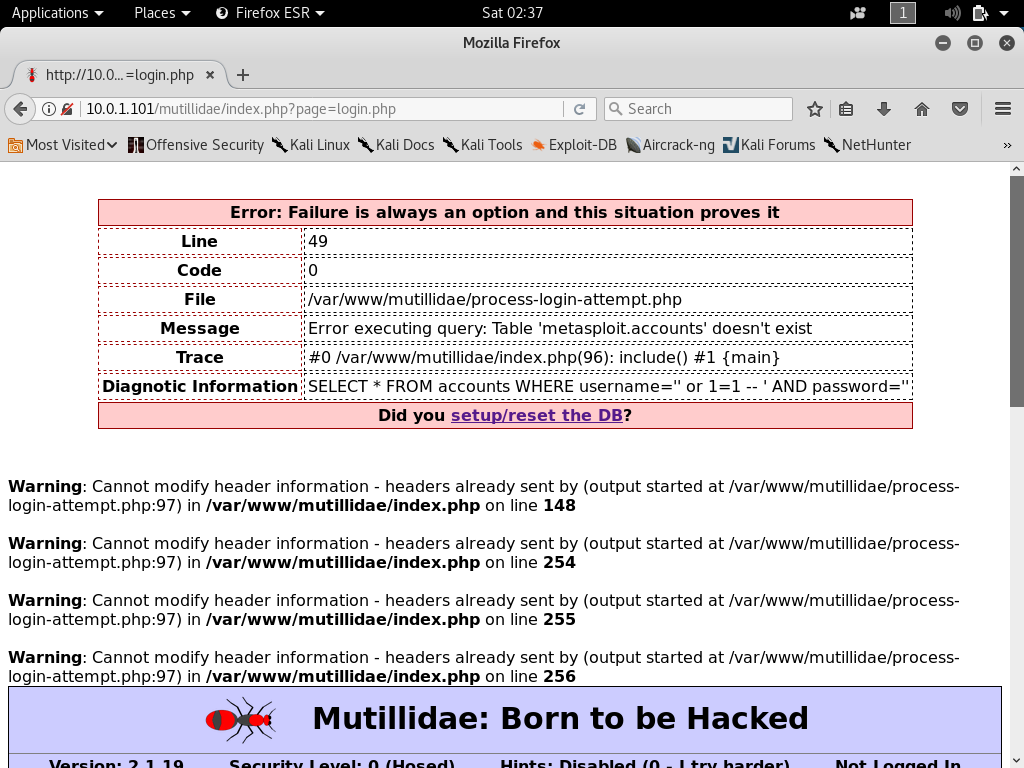 Applications Places Firefox ESR Sat 02:37 1
Mozilla Firefox
http://10.0...=login.php
10.0.1.101/mutillidae/index.php?page=login.php Search
Most Visited Offensive Security Kali Linux Kali Docs Kali Tools Exploit-DB Aircrack-ng Kali Forums NetHunter »
Error: Failure is always an option and this situation proves it
Line 49
Code 0
File /var/www/mutillidae/process-login-attempt.php
Message Error executing query: Table 'metasploit.accounts' doesn't exist
Trace #0 /var/www/mutillidae/index.php(96): include() #1 {main}
Diagnostic Information SELECT * FROM accounts WHERE username='' or 1=1 -- ' AND password=''
Did you setup/reset the DB?
Warning: Cannot modify header information - headers already sent by (output started at /var/www/mutillidae/process-
login-attempt.php:97) in /var/www/mutillidae/index.php on line 148
Warning: Cannot modify header information - headers already sent by (output started at /var/www/mutillidae/process-
login-attempt.php:97) in /var/www/mutillidae/index.php on line 254
Warning: Cannot modify header information - headers already sent by (output started at /var/www/mutillidae/process-
login-attempt.php:97) in /var/www/mutillidae/index.php on line 255
Warning: Cannot modify header information - headers already sent by (output started at /var/www/mutillidae/process-
login-attempt.php:97) in /var/www/mutillidae/index.php on line 256
Mutillidae: Born to be Hacked
Version: 2.1.19 Security Level: 0 (Hosed) Hints: Disabled (0 - I try harder) Not Logged In